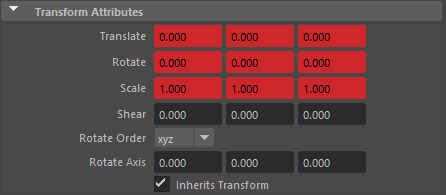 Transform Attributes
Translate 0.000 0.000 0.000
Rotate 0.000 0.000 0.000
Scale 1.000 1.000 1.000
Shear 0.000 0.000 0.000
Rotate Order xyz
Rotate Axis 0.000 0.000 0.000
Inherits Transform